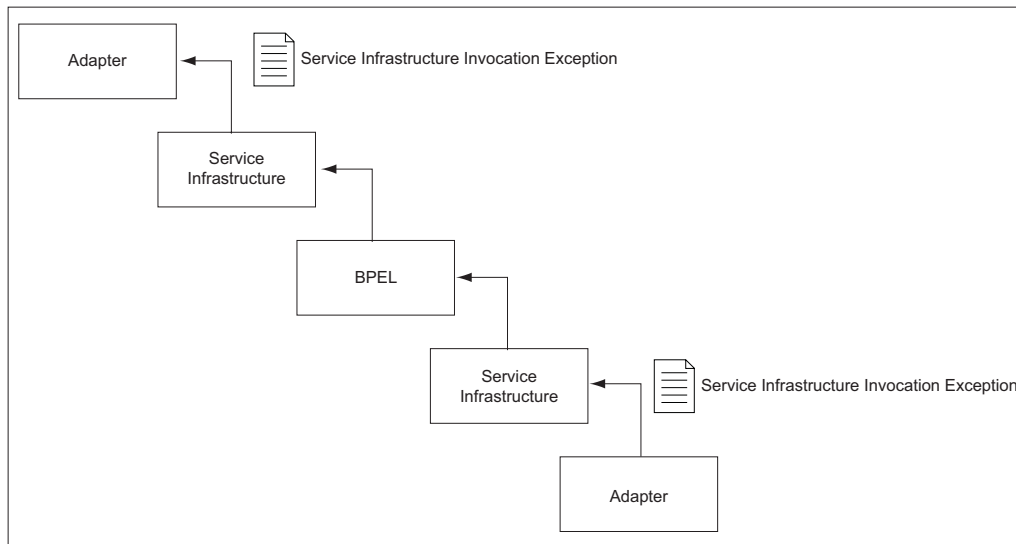 Adapter
Service Infrastructure Invocation Exception
Service
Infrastructure
BPEL
Service
Infrastructure
Service Infrastructure Invocation Exception
Adapter